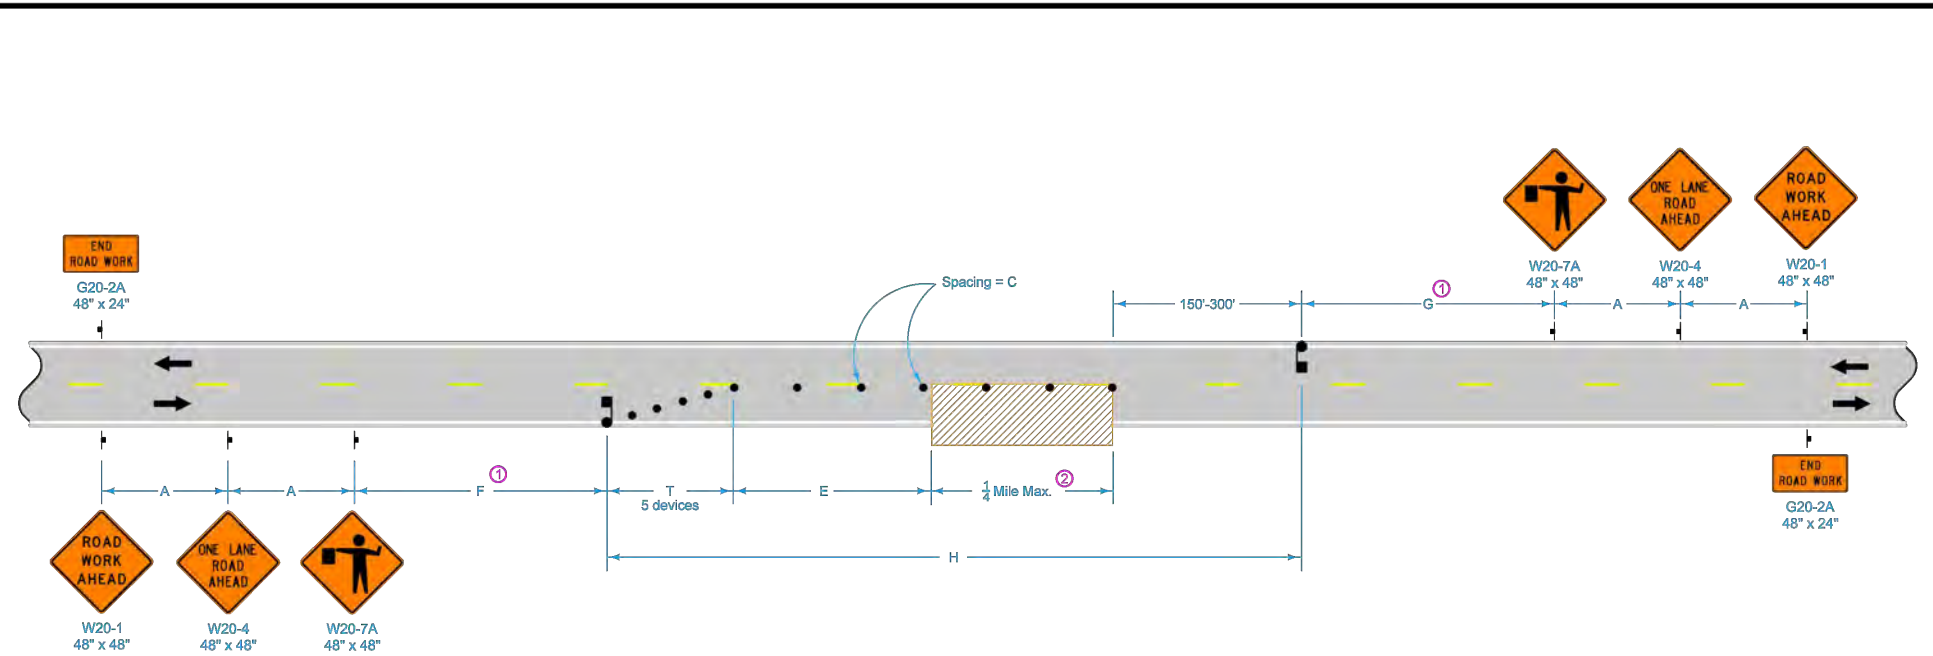 ROAD
WORK
AHEAD
ONE LANE
ROAD
AHEAD
W20-7A
48" x 48"
W20-4
48" x 48"
W20-1
48" x 48"
END
ROAD WORK
G20-2A
48" x 24"
Spacing = C
1
150'-300'
G
A
A
1
2
A
A
F
T
5 devices
E
1/4 Mile Max.
END
ROAD WORK
G20-2A
48" x 24"
H
ROAD
WORK
AHEAD
ONE LANE
ROAD
AHEAD
W20-1
48" x 48"
W20-4
48" x 48"
W20-7A
48" x 48"